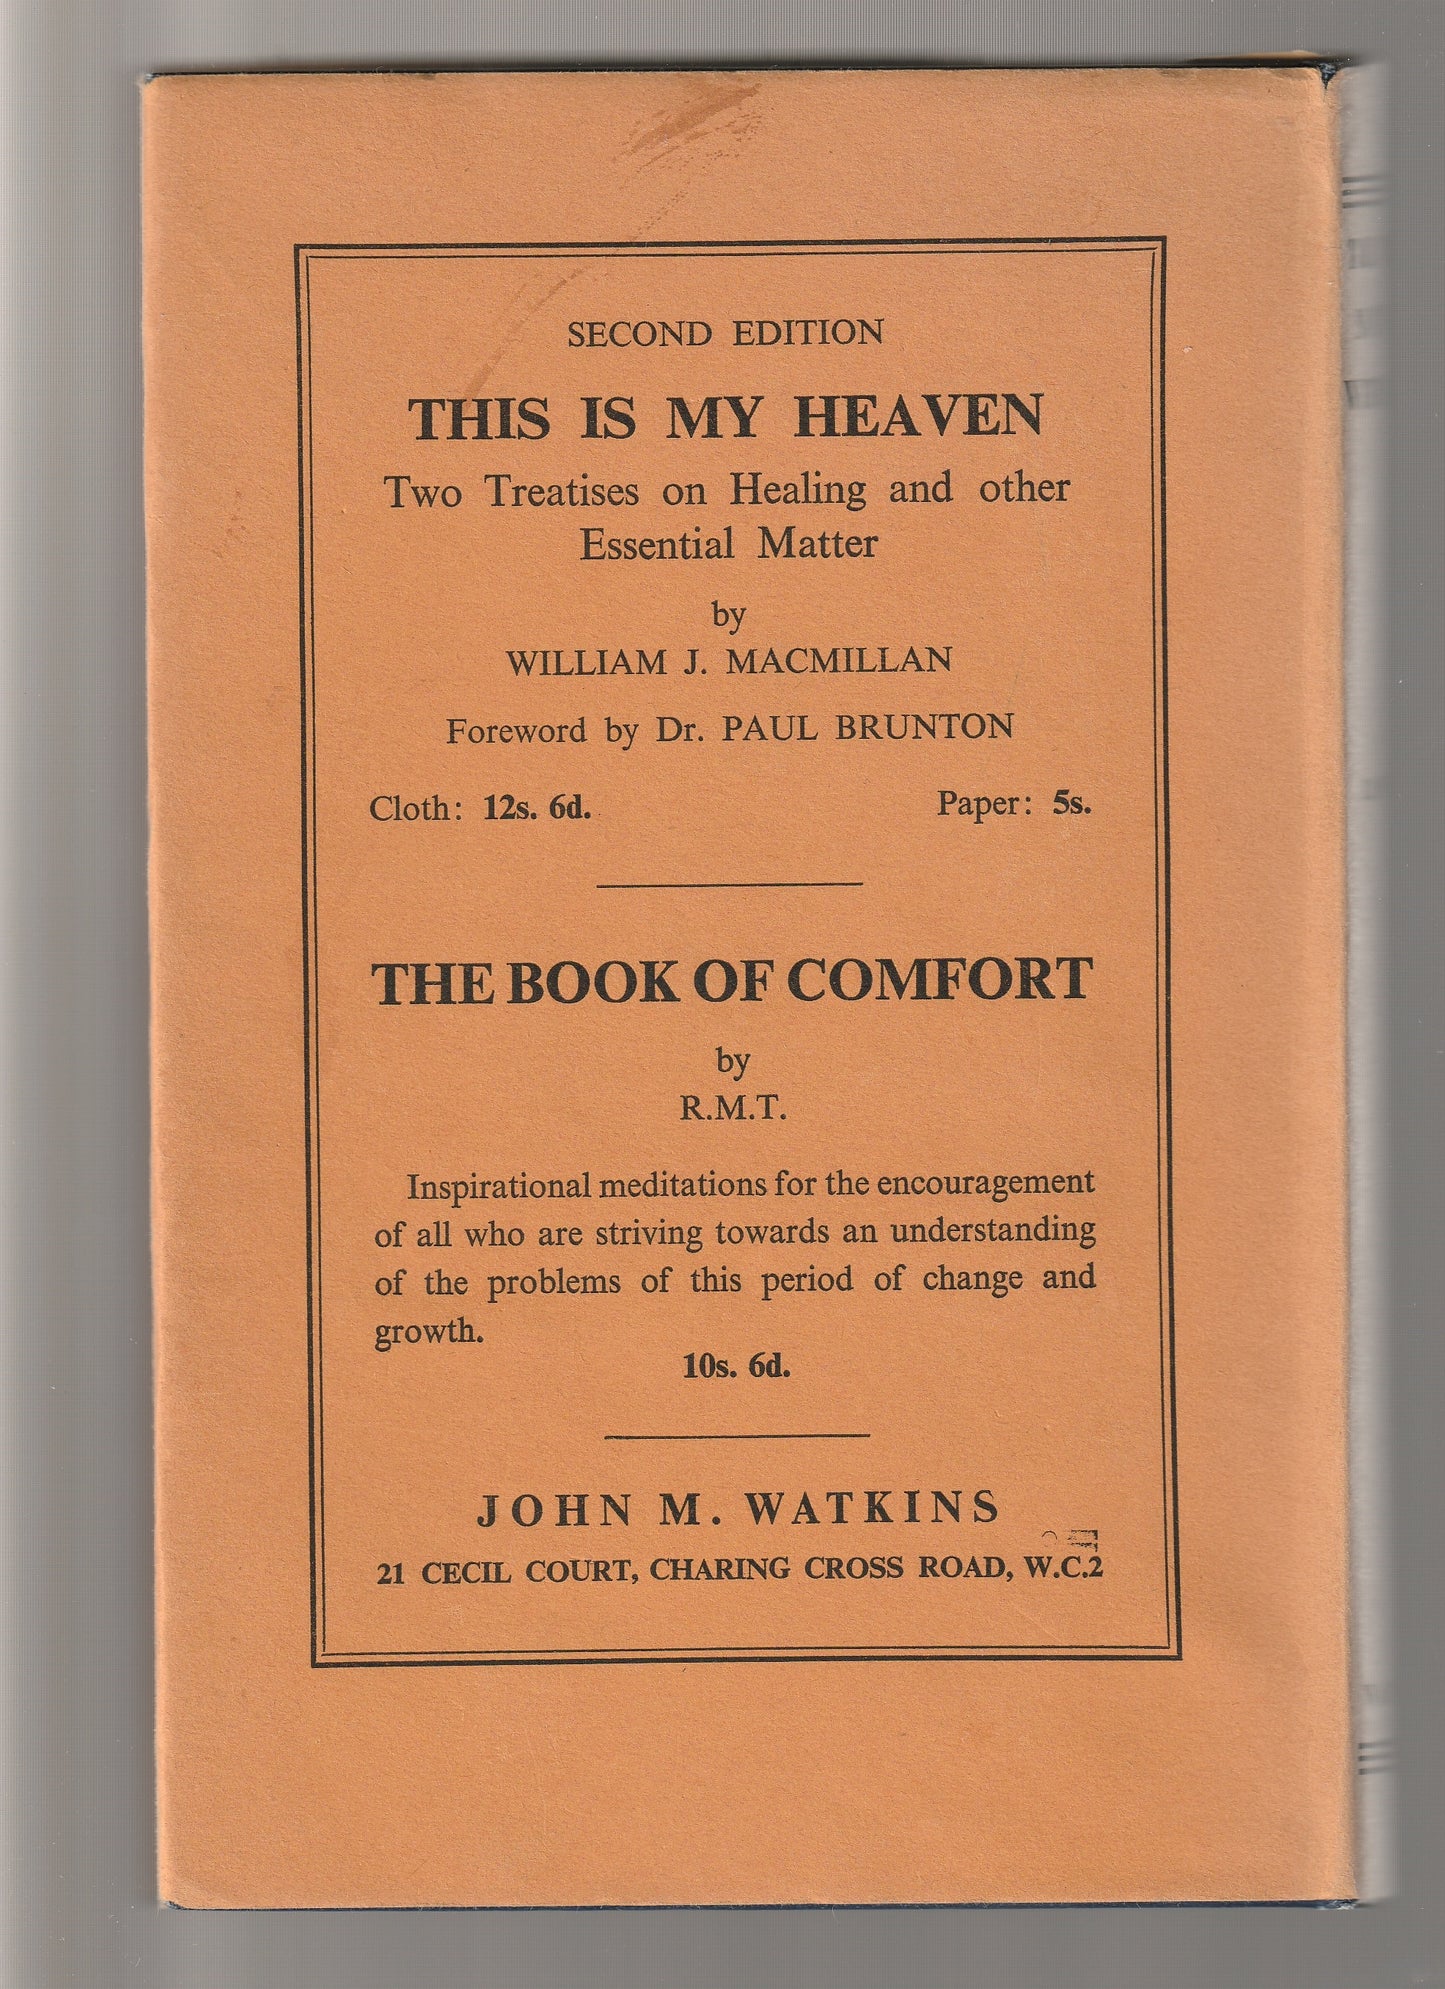 SECOND EDITION
THIS IS MY HEAVEN
Two Treatises on Healing and other
Essential Matter
by
WILLIAM J. MACMILLAN
Foreword by Dr. PAUL BRUNTON
Cloth: 12s. 6d.
Paper: 5s.
THE BOOK OF COMFORT
by
R.M.T.
Inspirational meditations for the encouragement
of all who are striving towards an understanding
of the problems of this period of change and
growth.
10s. 6d.
JOHN M. WATKINS
21 CECIL COURT, CHARING CROSS ROAD, W.C.2